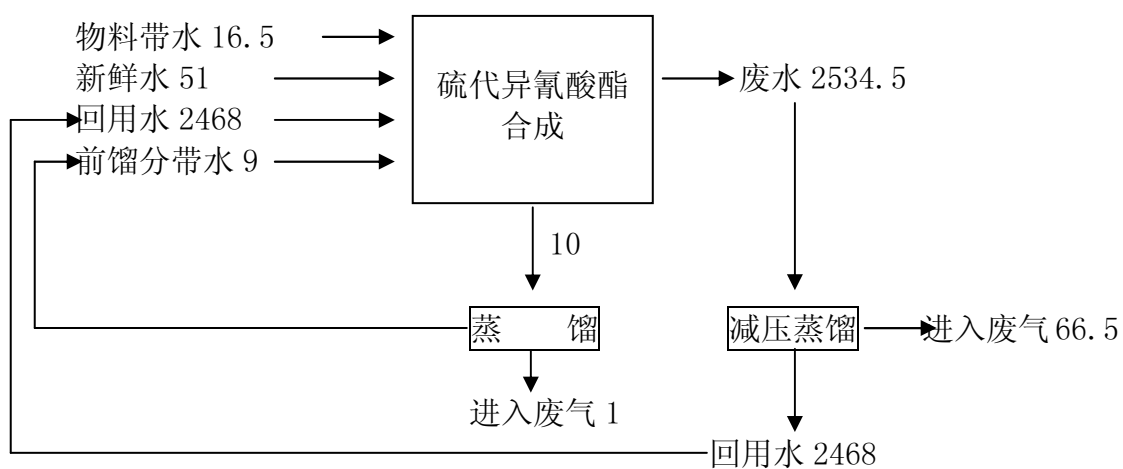 物料带水 16.5
新鲜水 51
回用水 2468
前馏分带水 9
硫代异氰酸酯
合成
废水 2534.5
10
蒸 馏
减压蒸馏
进入废气 66.5
进入废气 1
回用水 2468